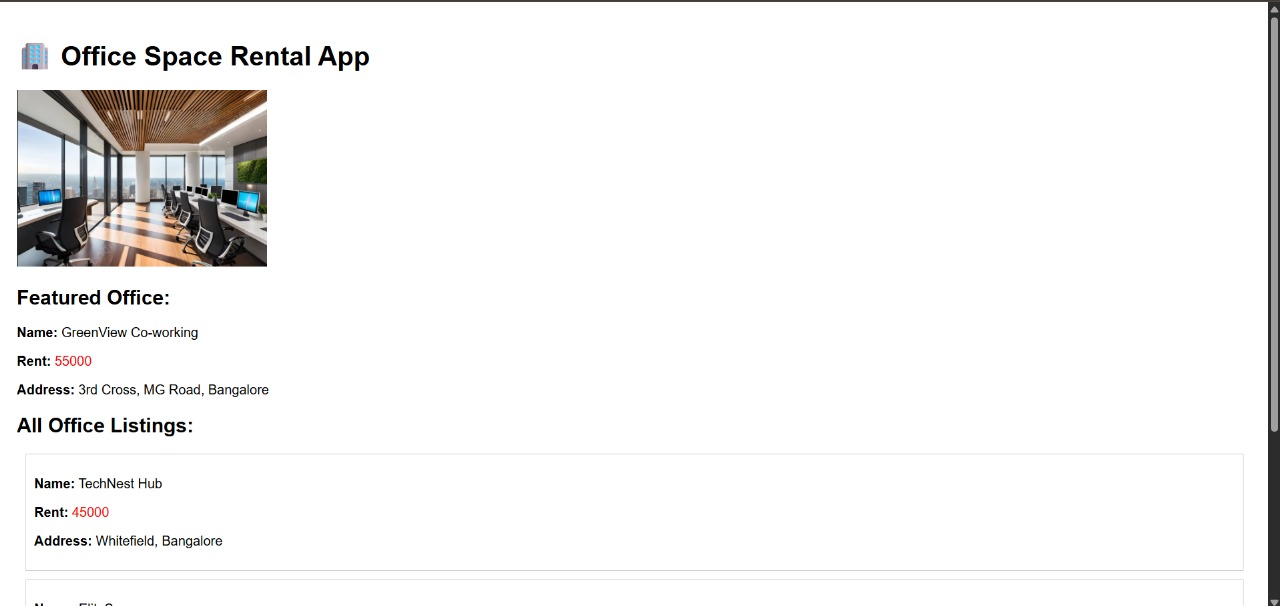 Office Space Rental App
Featured Office:
Name: GreenView Co-working
Rent: 55000
Address: 3rd Cross, MG Road, Bangalore
All Office Listings:
Name: TechNest Hub
Rent: 45000
Address: Whitefield, Bangalore